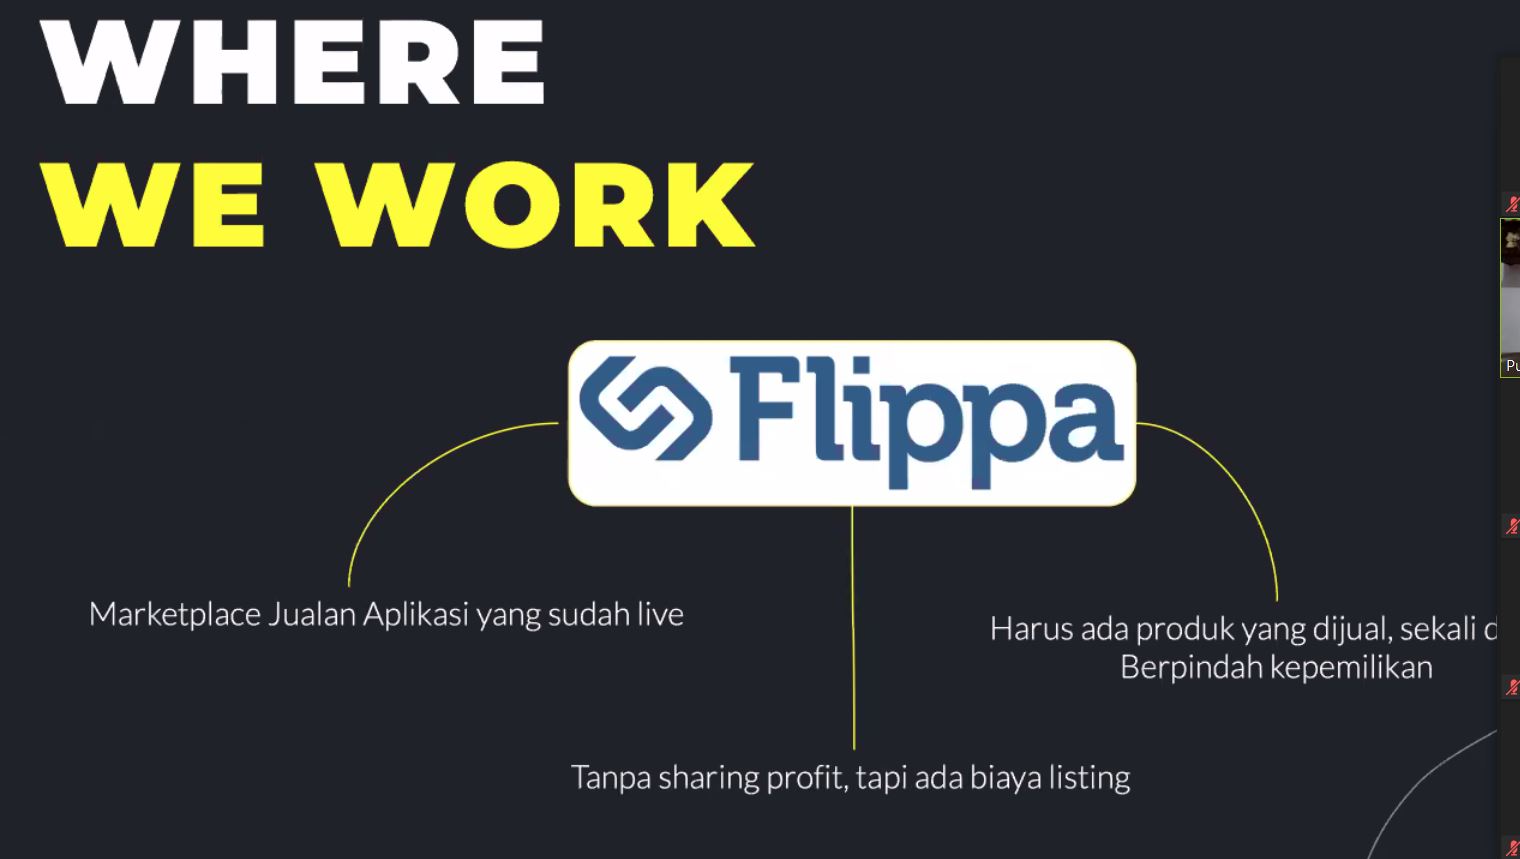 WHERE
WE WORK
Flippa
Marketplace Jualan Aplikasi yang sudah live
Harus ada produk yang dijual, sekali
Berpindah kepemilikan
Tanpa sharing profit, tapi ada biaya listing